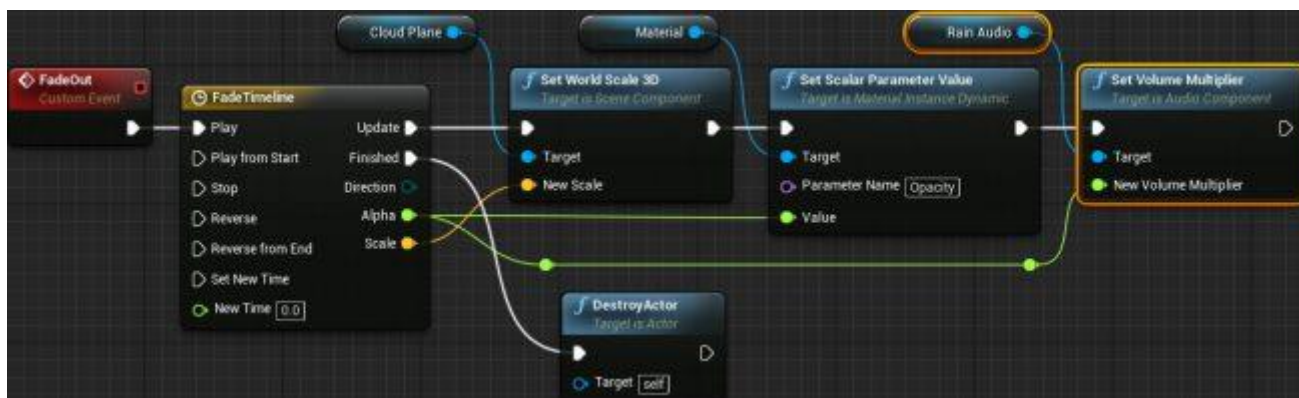 Cloud Plane
Material
Rain Audio
FadeOut
Custom Event
FadeTimeline
Play
Play from Start
Stop
Reverse
Reverse from End
Set New Time
New Time 0.0
Update
Finished
Direction
Alpha
Scale
f Set World Scale 3D
Target is Scene Component
Target
New Scale
f Set Scalar Parameter Value
Target is Material Instance Dynamic
Target
Parameter Name Opacity
Value
f Set Volume Multiplier
Target is Audio Component
Target
New Volume Multiplier
f DestroyActor
Target is Actor
Target self